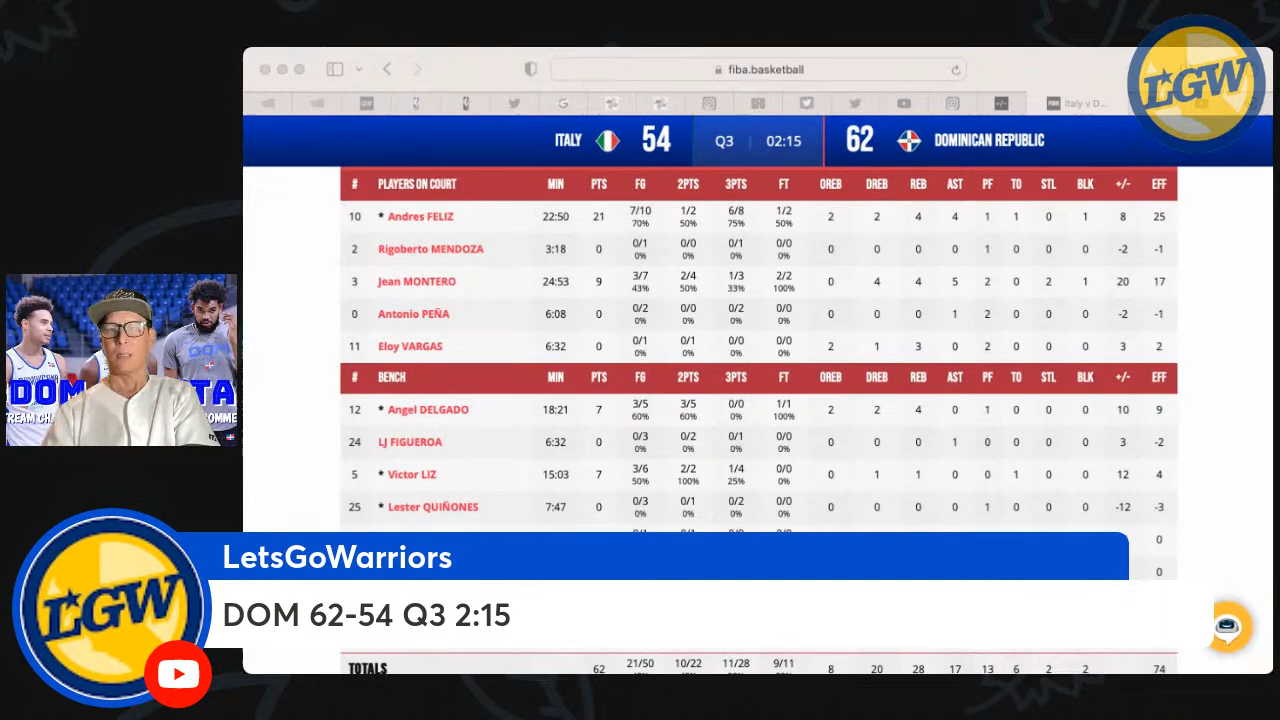 LGW
fiba.basketball
Italy v D...
ITALY 54 Q3 02:15 62 DOMINICAN REPUBLIC
# PLAYERS ON COURT MIN PTS FG 2PTS 3PTS FT OREB DREB REB AST PF TO STL BLK +/- EFF
10 * Andres FELIZ 22:50 21 7/10 1/2 6/8 1/2 2 2 4 4 1 1 0 1 8 25
70% 50% 75% 50%
2 Rigoberto MENDOZA 3:18 0 0/1 0/0 0/1 0/0 0 0 0 0 1 0 0 0 -2 -1
0% 0% 0% 0%
3 Jean MONTERO 24:53 9 3/7 2/4 1/3 2/2 0 4 4 5 2 0 2 1 20 17
43% 50% 33% 100%
0 Antonio PEÑA 6:08 0 0/2 0/0 0/2 0/0 0 0 0 1 2 0 0 0 -2 -1
0% 0% 0% 0%
11 Eloy VARGAS 6:32 0 0/1 0/1 0/0 0/0 2 1 3 0 2 0 0 0 3 2
0% 0% 0% 0%
# BENCH MIN PTS FG 2PTS 3PTS FT OREB DREB REB AST PF TO STL BLK +/- EFF
12 * Angel DELGADO 18:21 7 3/5 3/5 0/0 1/1 2 2 4 0 1 0 0 0 10 9
60% 60% 0% 100%
24 LJ FIGUEROA 6:32 0 0/3 0/2 0/1 0/0 0 0 0 1 0 0 0 0 3 -2
0% 0% 0% 0%
5 * Victor LIZ 15:03 7 3/6 2/2 1/4 0/0 0 1 1 0 0 1 0 0 12 4
50% 100% 25% 0%
25 * Lester QUIÑONES 7:47 0 0/3 0/1 0/2 0/0 0 0 0 0 1 0 0 0 -12 -3
0% 0% 0% 0%
0
0
TOTALS 62 21/50 10/22 11/28 9/11 8 20 28 17 13 6 2 2 74
DOM
TA
LGW
LetsGoWarriors
DOM 62-54 Q3 2:15